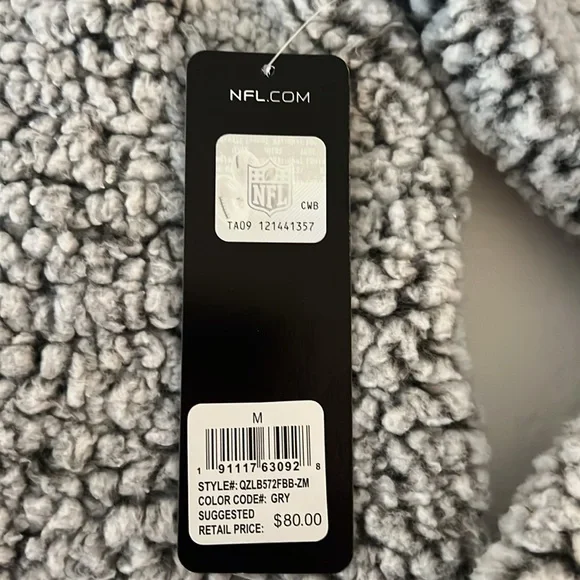 NFL.COM
NFL
CWB
TA09 121441357
M
1 91117 63092 8
STYLE#: QZLB572FBB-ZM
COLOR CODE#: GRY
SUGGESTED
RETAIL PRICE: $80.00